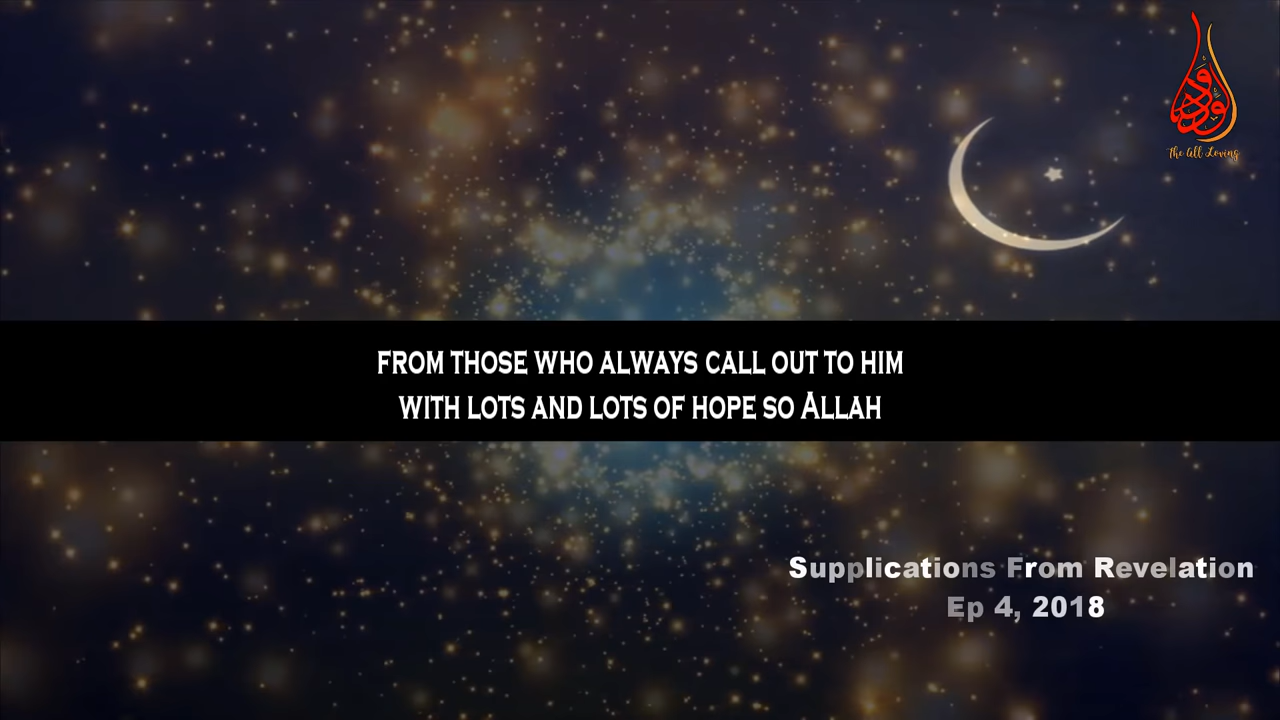 الودود
The All Loving
FROM THOSE WHO ALWAYS CALL OUT TO HIM
WITH LOTS AND LOTS OF HOPE SO ALLAH
Supplications From Revelation
Ep 4, 2018